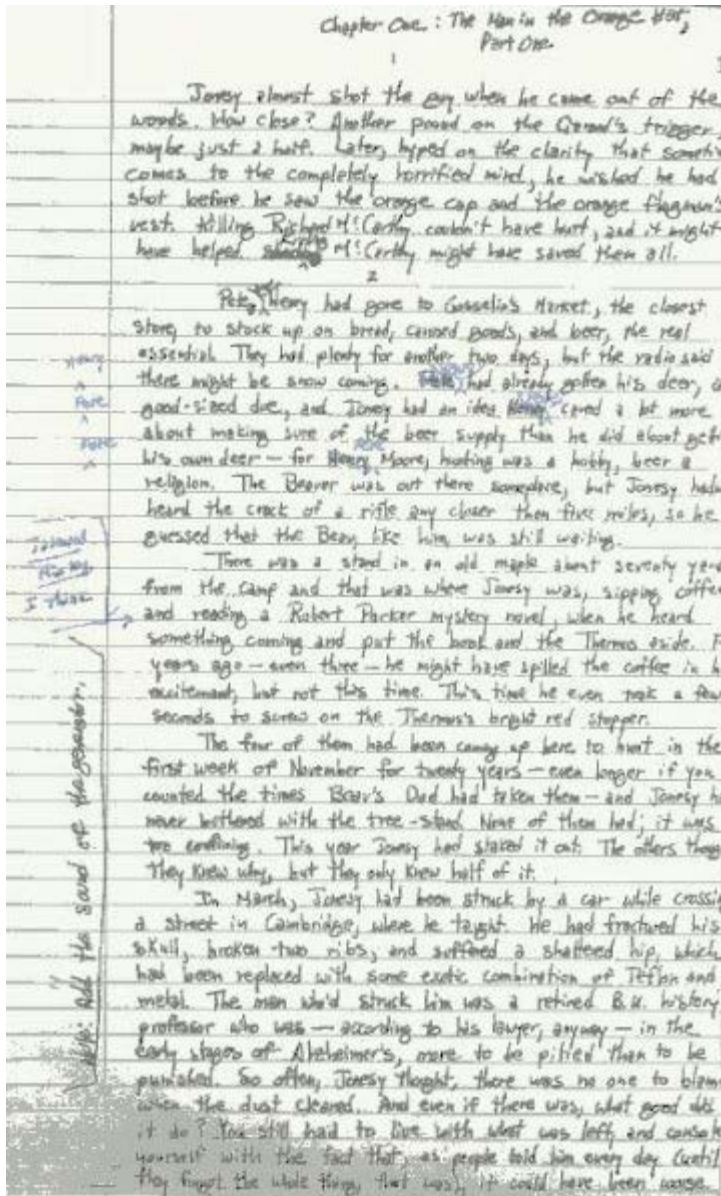 Chapter One: The Man in the Orange Hat,
Part One
1
Jonesy almost shot the guy when he came out of the
woods. How close? Another pound on the Garand's trigger,
maybe just a half. Later, hyped on the clarity that someti
comes to the completely horrified mind, he wished he had
shot before he saw the orange cap and the orange flagman's
vest. Killing Richard McCarthy couldn't have hurt, and it might
have helped. McCarthy might have saved them all.
2
Pete Henry had gone to Gosselin's Market, the closest
store, to stock up on bread, canned goods, and beer, the real
essential. They had plenty for another two days, but the radio said
there might be snow coming. had already gotten his deer, a
good-sized doe, and Jonesy had an idea cared a bit more
about making sure of the beer supply than he did about gett
his own deer — for Moore, hunting was a hobby, beer a
religion. The Beaver was out there someplace, but Jonesy hadn
heard the crack of a rifle any closer than five miles, so he
guessed that the Beav, like him, was still waiting.
There was a stand in an old maple about seventy yards
from the camp and that was where Jonesy was, sipping coffee
and reading a Robert Parker mystery novel, when he heard
something coming and put the book and the Thermos aside. F
years ago — even three — he might have spilled the coffee in h
excitement, but not this time. This time he even took a few
seconds to screw on the Thermos's bright red stopper.
The four of them had been coming up here to hunt in the
first week of November for twenty years — even longer if you
counted the times Beav's Dad had taken them — and Jonesy h
never bothered with the tree-stand. None of them had; it was
too confining. This year Jonesy had staked it out. The others thoug
they knew why, but they only knew half of it.
In March, Jonesy had been struck by a car while crossin
a street in Cambridge, where he taught. He had fractured his
skull, broken two ribs, and suffered a shattered hip, which
had been replaced with some exotic combination of Teflon and
metal. The man who'd struck him was a retired B.U. history
professor who was — according to his lawyer, anyway — in the
early stages of Alzheimer's, more to be pitied than to be
punished. So often, Jonesy thought, there was no one to blame
when the dust cleared. And even if there was, what good did
it do? You still had to live with what was left, and console
yourself with the fact that, as people told him every day (until
they forgot the whole thing, that was), it could have been worse.
Henry
Pete
Pete
I think
Add the sound of the generator.